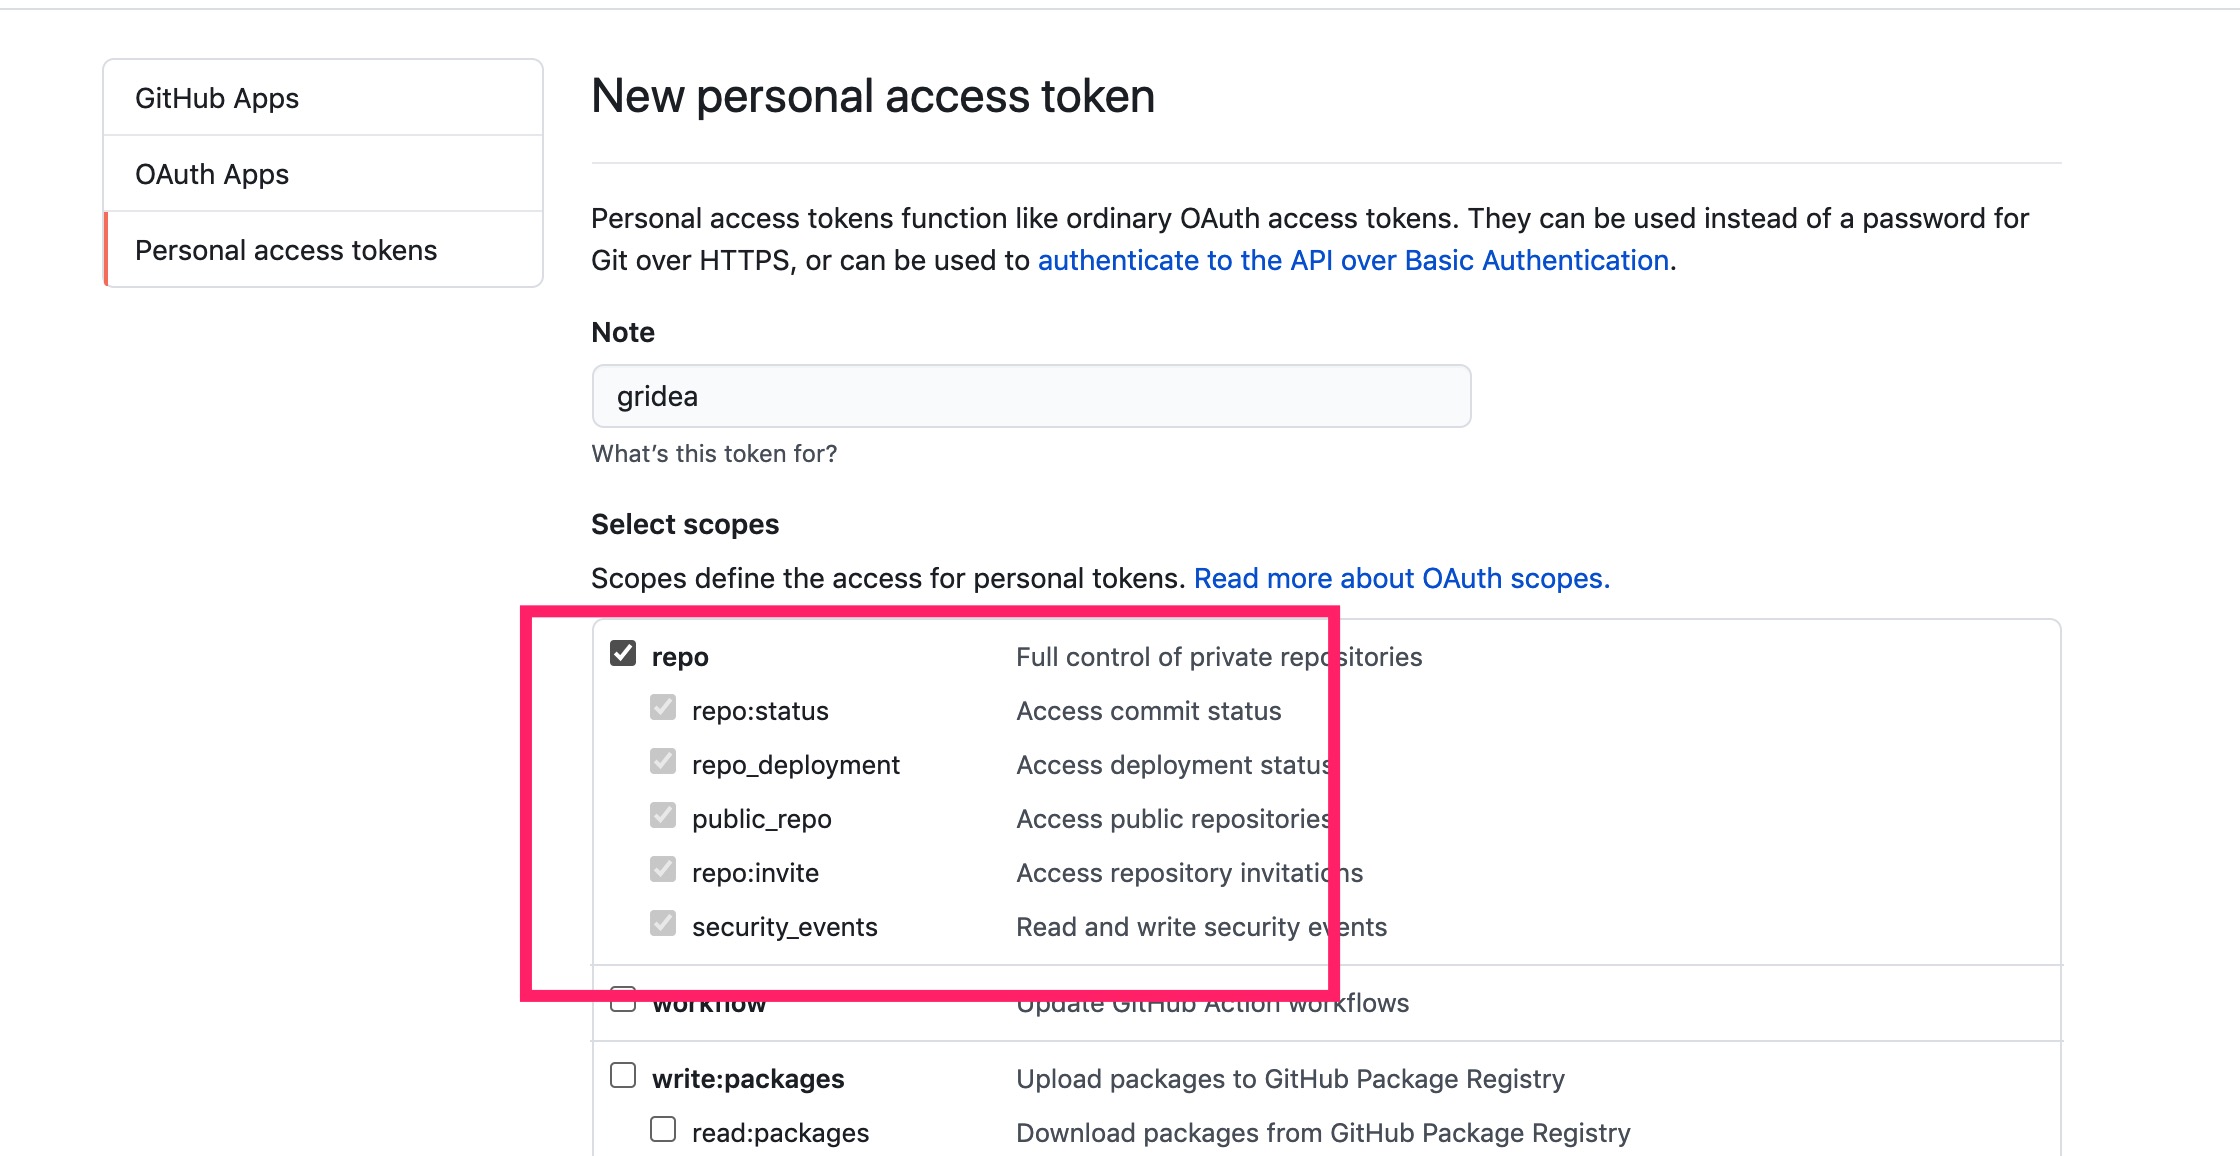 GitHub Apps
OAuth Apps
Personal access tokens
New personal access token
Personal access tokens function like ordinary OAuth access tokens. They can be used instead of a password for
Git over HTTPS, or can be used to authenticate to the API over Basic Authentication.
Note
gridea
What's this token for?
Select scopes
Scopes define the access for personal tokens. Read more about OAuth scopes.
repo Full control of private repositories
repo:status Access commit status
repo_deployment Access deployment status
public_repo Access public repositories
repo:invite Access repository invitations
security_events Read and write security events
workflow Update GitHub Action workflows
write:packages Upload packages to GitHub Package Registry
read:packages Download packages from GitHub Package Registry